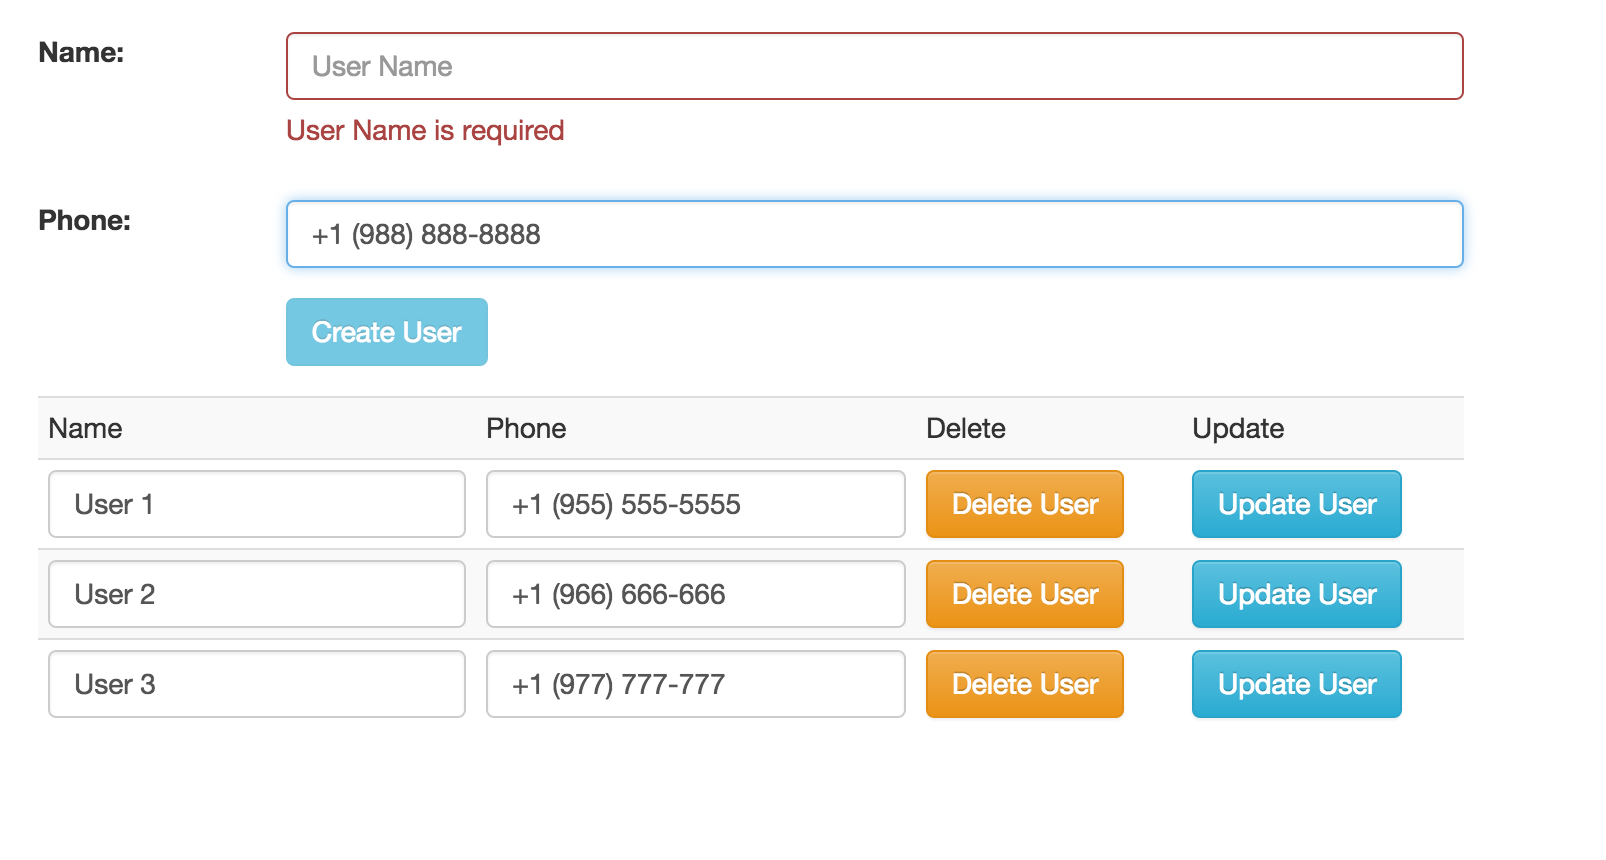 Name:
User Name
User Name is required
Phone:
+1 (988) 888-8888
Create User
Name Phone Delete Update
User 1 +1 (955) 555-5555 Delete User Update User
User 2 +1 (966) 666-666 Delete User Update User
User 3 +1 (977) 777-777 Delete User Update User